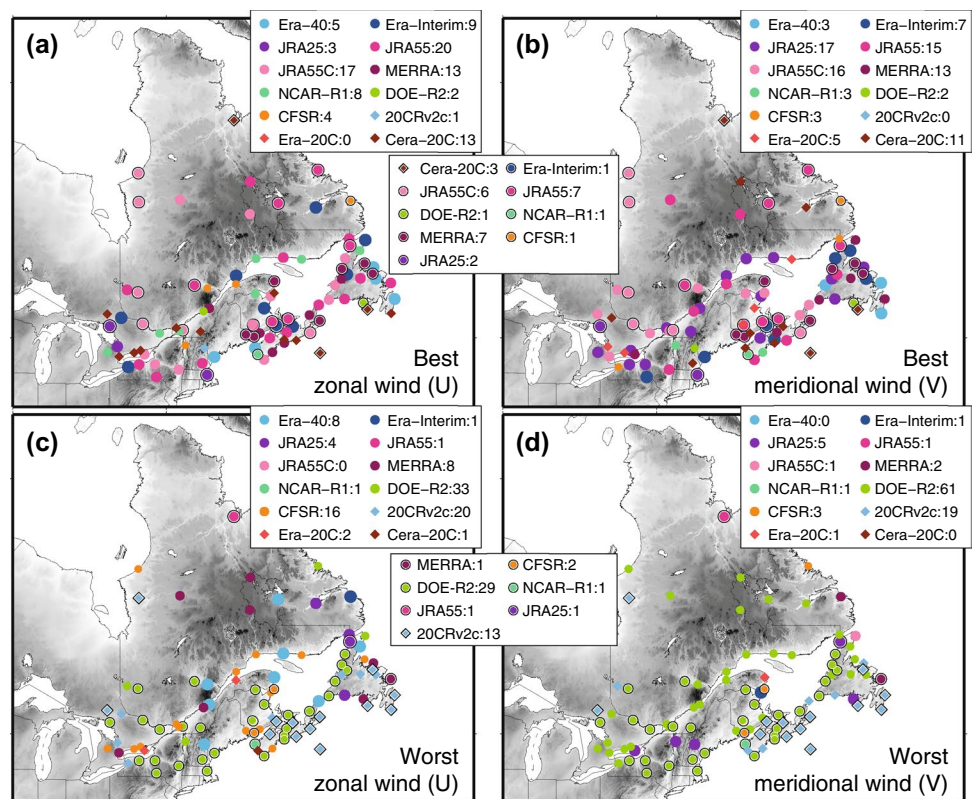 (a)
Era-40:5 Era-Interim:9
JRA25:3 JRA55:20
JRA55C:17 MERRA:13
NCAR-R1:8 DOE-R2:2
CFSR:4 20CRv2c:1
Era-20C:0 Cera-20C:13
Best
zonal wind (U)
(b)
Era-40:3 Era-Interim:7
JRA25:17 JRA55:15
JRA55C:16 MERRA:13
NCAR-R1:3 DOE-R2:2
CFSR:3 20CRv2c:0
Era-20C:5 Cera-20C:11
Best
meridional wind (V)
Cera-20C:3 Era-Interim:1
JRA55C:6 JRA55:7
DOE-R2:1 NCAR-R1:1
MERRA:7 CFSR:1
JRA25:2
(c)
Era-40:8 Era-Interim:1
JRA25:4 JRA55:1
JRA55C:0 MERRA:8
NCAR-R1:1 DOE-R2:33
CFSR:16 20CRv2c:20
Era-20C:2 Cera-20C:1
Worst
zonal wind (U)
(d)
Era-40:0 Era-Interim:1
JRA25:5 JRA55:1
JRA55C:1 MERRA:2
NCAR-R1:1 DOE-R2:61
CFSR:3 20CRv2c:19
Era-20C:1 Cera-20C:0
Worst
meridional wind (V)
MERRA:1 CFSR:2
DOE-R2:29 NCAR-R1:1
JRA55:1 JRA25:1
20CRv2c:13